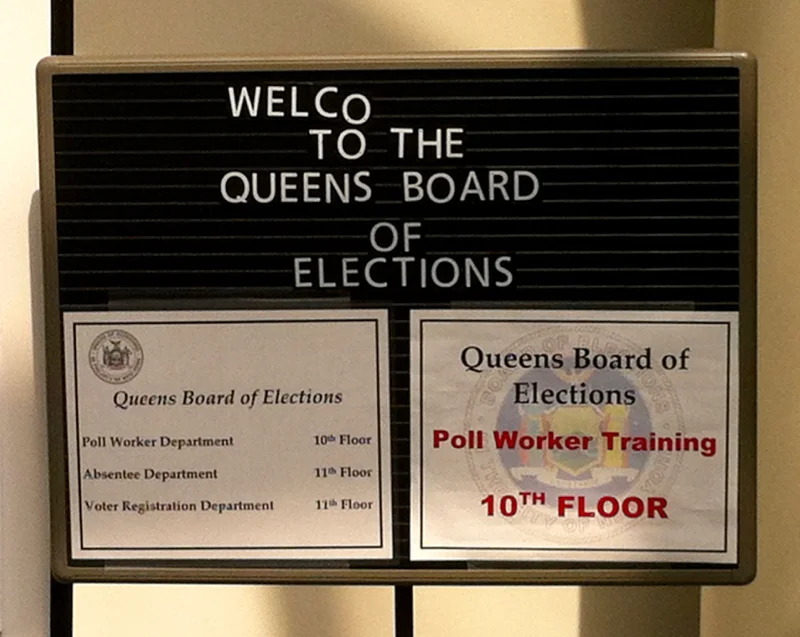 WELCO
TO THE
QUEENS BOARD
OF
ELECTIONS
Queens Board of Elections
Poll Worker Department 10th Floor
Absentee Department 11th Floor
Voter Registration Department 11th Floor
Queens Board of
Elections
Poll Worker Training
10TH FLOOR